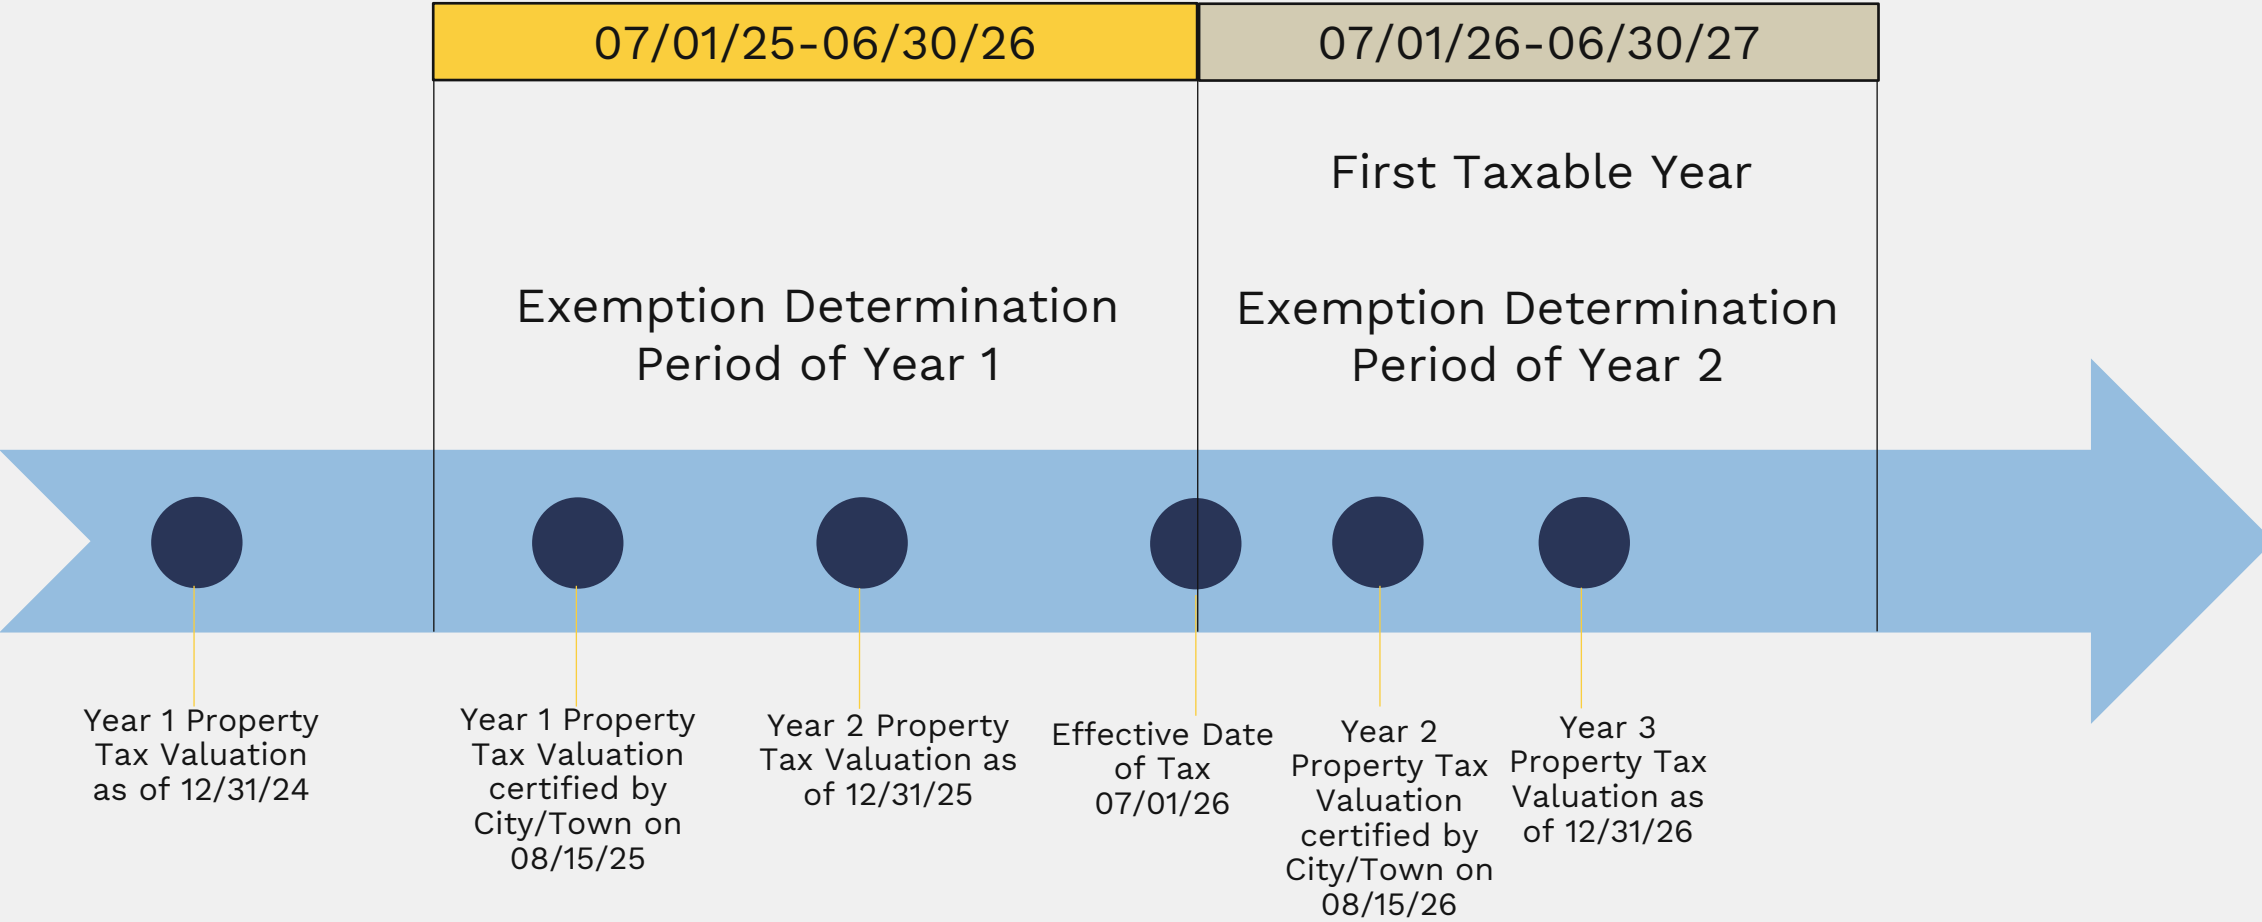 07/01/25-06/30/26
07/01/26-06/30/27
First Taxable Year
Exemption Determination
Period of Year 1
Exemption Determination
Period of Year 2
Year 1 Property
Tax Valuation
as of 12/31/24
Year 1 Property
Tax Valuation
certified by
City/Town on
08/15/25
Year 2 Property
Tax Valuation as
of 12/31/25
Effective Date
of Tax
07/01/26
Year 2
Property Tax
Valuation
certified by
City/Town on
08/15/26
Year 3
Property Tax
Valuation as
of 12/31/26